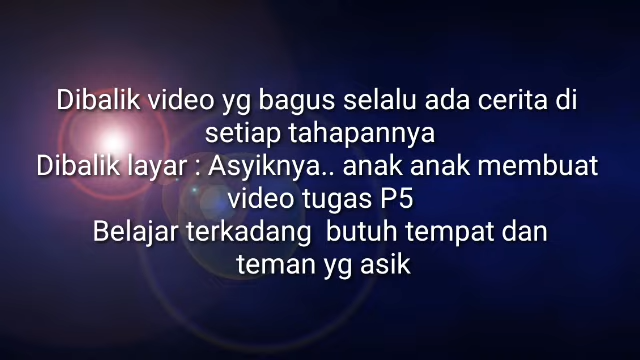 Dibalik video yg bagus selalu ada cerita di
setiap tahapannya
Dibalik layar : Asyiknya.. anak anak membuat
video tugas P5
Belajar terkadang  butuh tempat dan
teman yg asik